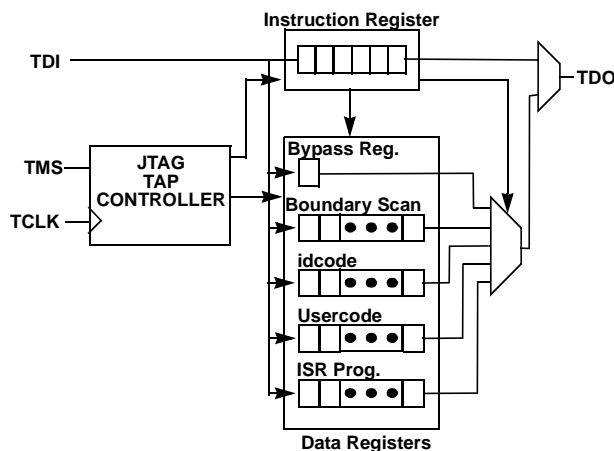 Instruction Register
TDI
TDO
Bypass Reg.
JTAG
TAP
CONTROLLER
TMS
TCLK
Boundary Scan
idcode
Usercode
ISR Prog.
Data Registers